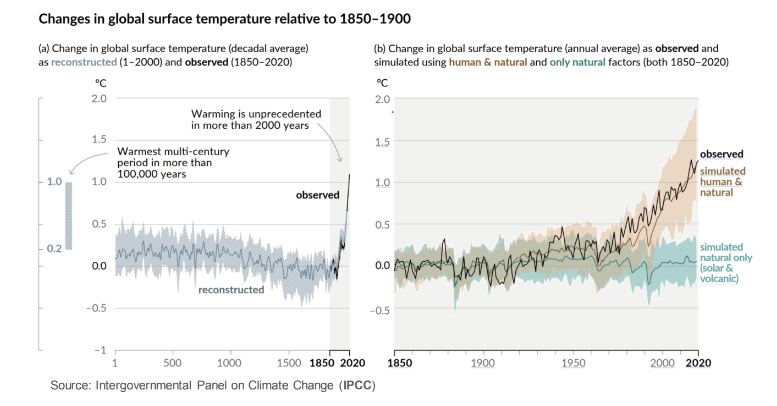 Changes in global surface temperature relative to 1850–1900
(a) Change in global surface temperature (decadal average)
as reconstructed (1–2000) and observed (1850–2020)
°C
2.0
1.5
1.0
0.5
0.0
−0.5
−1
1.0
0.2
Warming is unprecedented
in more than 2000 years
Warmest multi-century
period in more than
100,000 years
observed
reconstructed
1
500
1000
1500
1850
2020
(b) Change in global surface temperature (annual average) as observed and
simulated using human & natural and only natural factors (both 1850–2020)
°C
2.0
1.5
1.0
0.5
0.0
−0.5
observed
simulated
human &
natural
simulated
natural only
(solar &
volcanic)
1850
1900
1950
2000
2020
Source: Intergovernmental Panel on Climate Change (IPCC)